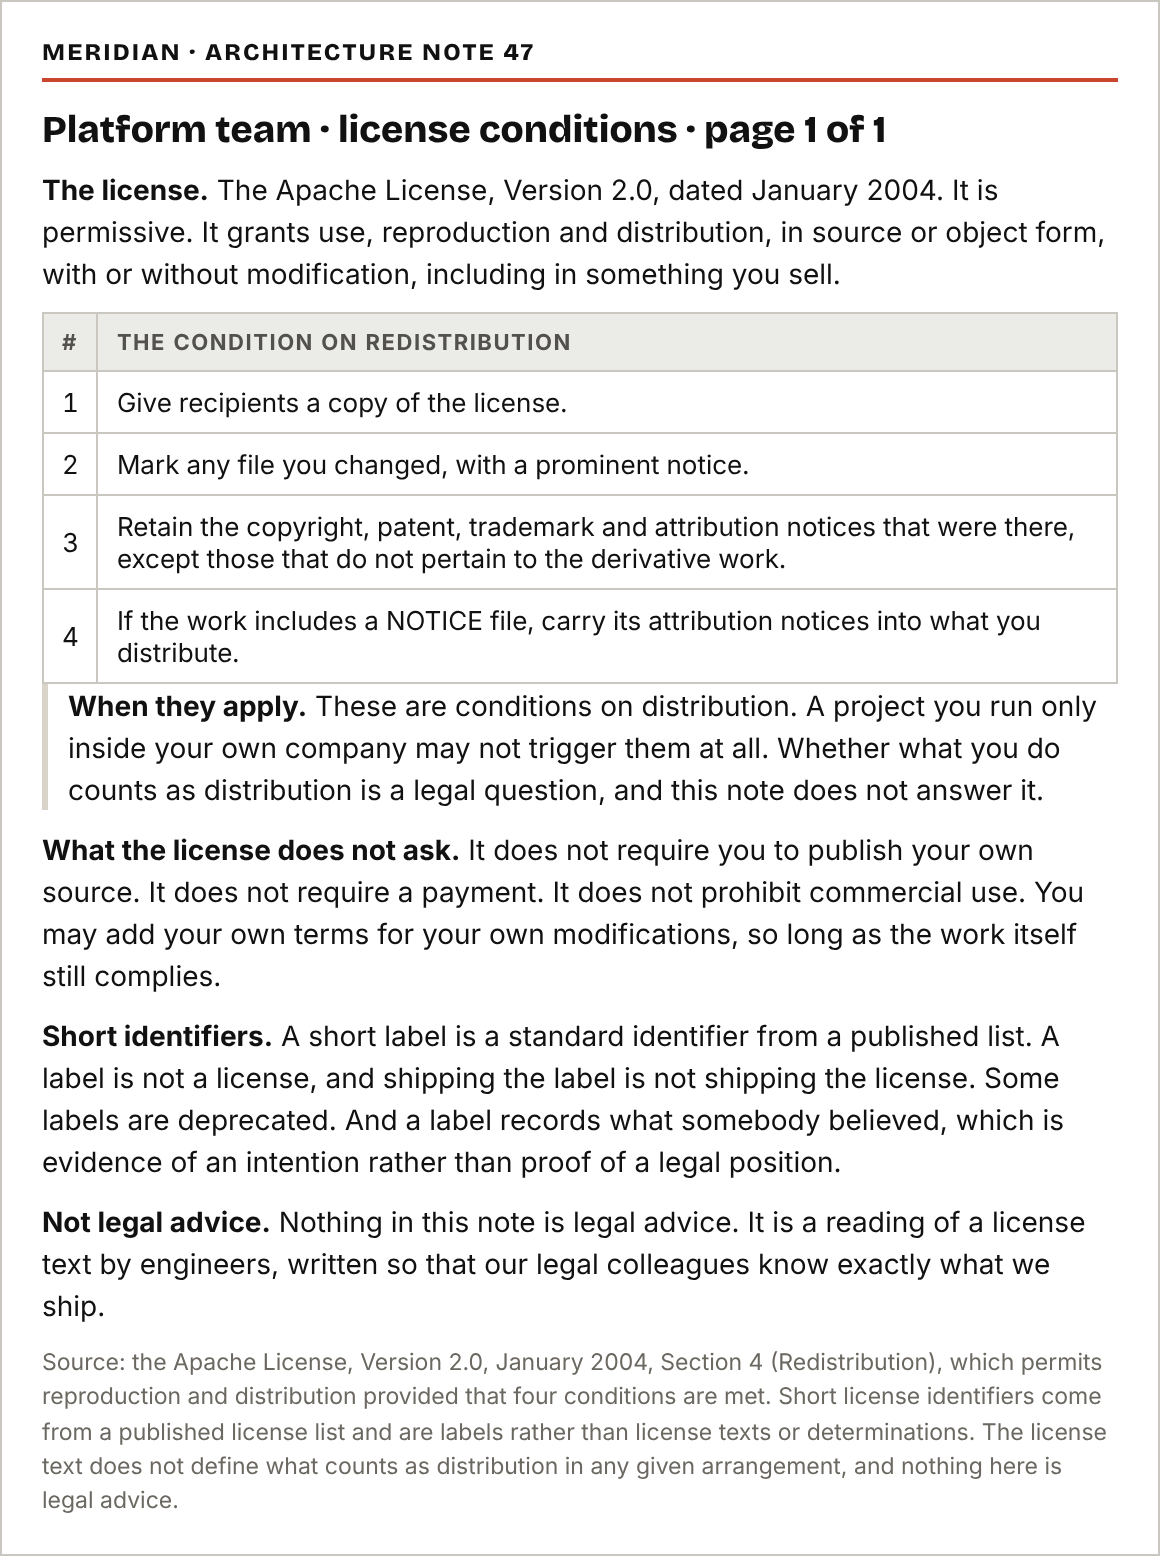 MERIDIAN · ARCHITECTURE NOTE 47
Platform team · license conditions · page 1 of 1
The license. The Apache License, Version 2.0, dated January 2004. It is
permissive. It grants use, reproduction and distribution, in source or object form,
with or without modification, including in something you sell.
# THE CONDITION ON REDISTRIBUTION
1 Give recipients a copy of the license.
2 Mark any file you changed, with a prominent notice.
3 Retain the copyright, patent, trademark and attribution notices that were there,
except those that do not pertain to the derivative work.
4 If the work includes a NOTICE file, carry its attribution notices into what you
distribute.
When they apply. These are conditions on distribution. A project you run only
inside your own company may not trigger them at all. Whether what you do
counts as distribution is a legal question, and this note does not answer it.
What the license does not ask. It does not require you to publish your own
source. It does not require a payment. It does not prohibit commercial use. You
may add your own terms for your own modifications, so long as the work itself
still complies.
Short identifiers. A short label is a standard identifier from a published list. A
label is not a license, and shipping the label is not shipping the license. Some
labels are deprecated. And a label records what somebody believed, which is
evidence of an intention rather than proof of a legal position.
Not legal advice. Nothing in this note is legal advice. It is a reading of a license
text by engineers, written so that our legal colleagues know exactly what we
ship.
Source: the Apache License, Version 2.0, January 2004, Section 4 (Redistribution), which permits
reproduction and distribution provided that four conditions are met. Short license identifiers come
from a published license list and are labels rather than license texts or determinations. The license
text does not define what counts as distribution in any given arrangement, and nothing here is
legal advice.